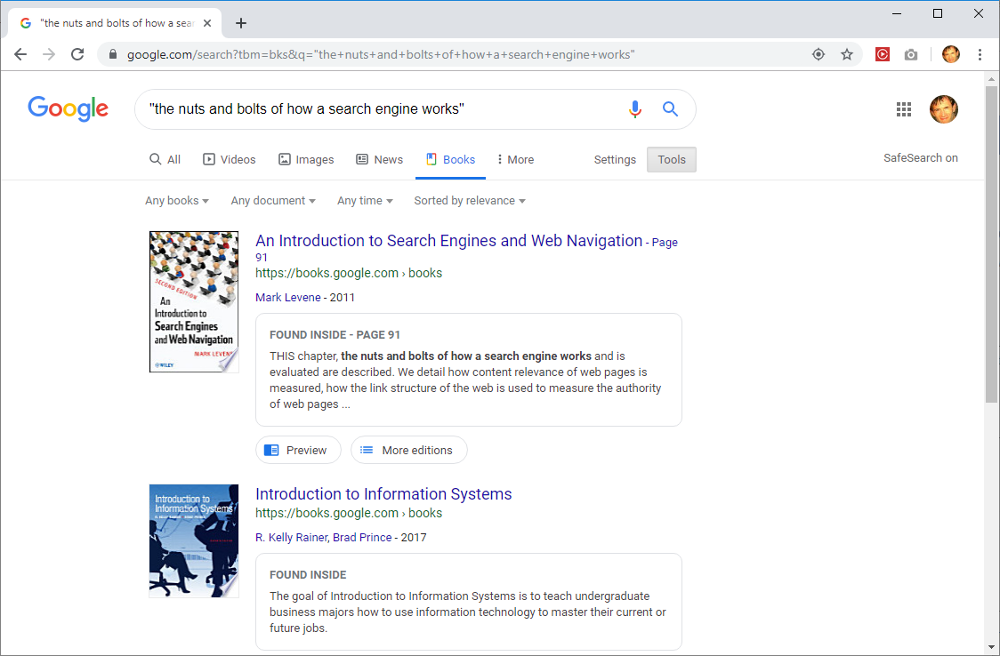 "the nuts and bolts of how a sear
google.com/search?tbm=bks&q="the+nuts+and+bolts+of+how+a+search+engine+works"
Google
"the nuts and bolts of how a search engine works"
All Videos Images News Books More Settings Tools SafeSearch on
Any books Any document Any time Sorted by relevance
SECOND EDITION
An
Introduction to
Search Engines
and Web Navigation
MARK LEVENE
WILEY
An Introduction to Search Engines and Web Navigation - Page
91
https://books.google.com › books
Mark Levene - 2011
FOUND INSIDE - PAGE 91
THIS chapter, the nuts and bolts of how a search engine works and is
evaluated are described. We detail how content relevance of web pages is
measured, how the link structure of the web is used to measure the authority
of web pages ...
Preview More editions
Introduction to
Information Systems
R. KELLY RAINER, BRAD PRINCE
Introduction to Information Systems
https://books.google.com › books
R. Kelly Rainer, Brad Prince - 2017
FOUND INSIDE
The goal of Introduction to Information Systems is to teach undergraduate
business majors how to use information technology to master their current or
future jobs.